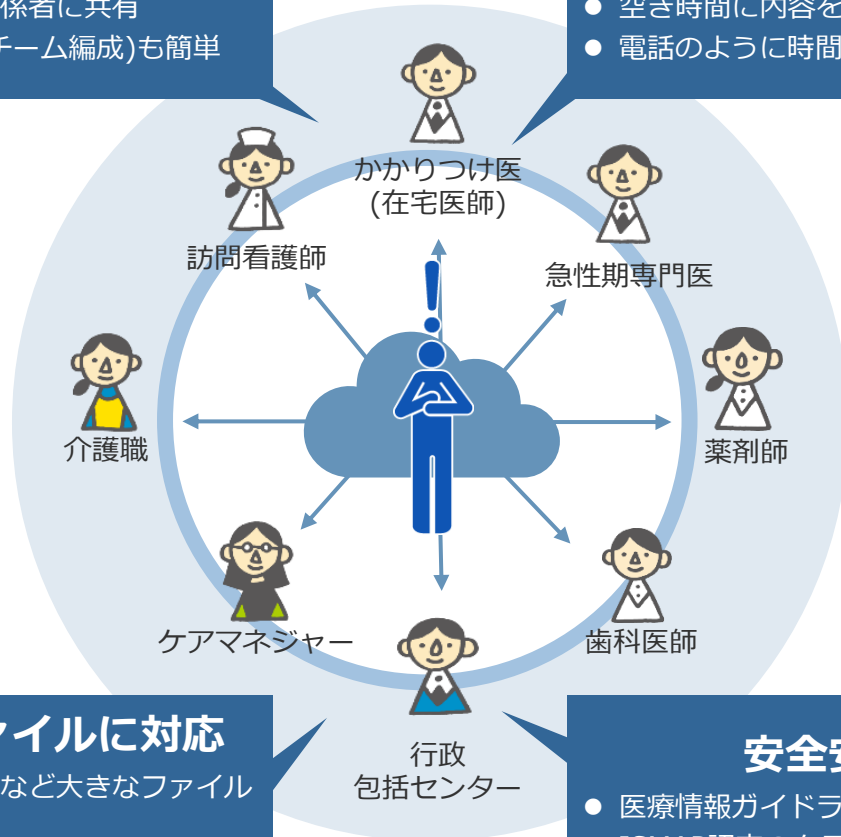 係者に共有
チーム編成)も簡単
空き時間に内容を
電話のように時間
かかりつけ医
(在宅医師)
訪問看護師
急性期専門医
介護職
薬剤師
ケアマネジャー
歯科医師
行政
包括センター
ァイルに対応
など大きなファイル
安全安
医療情報ガイドラ